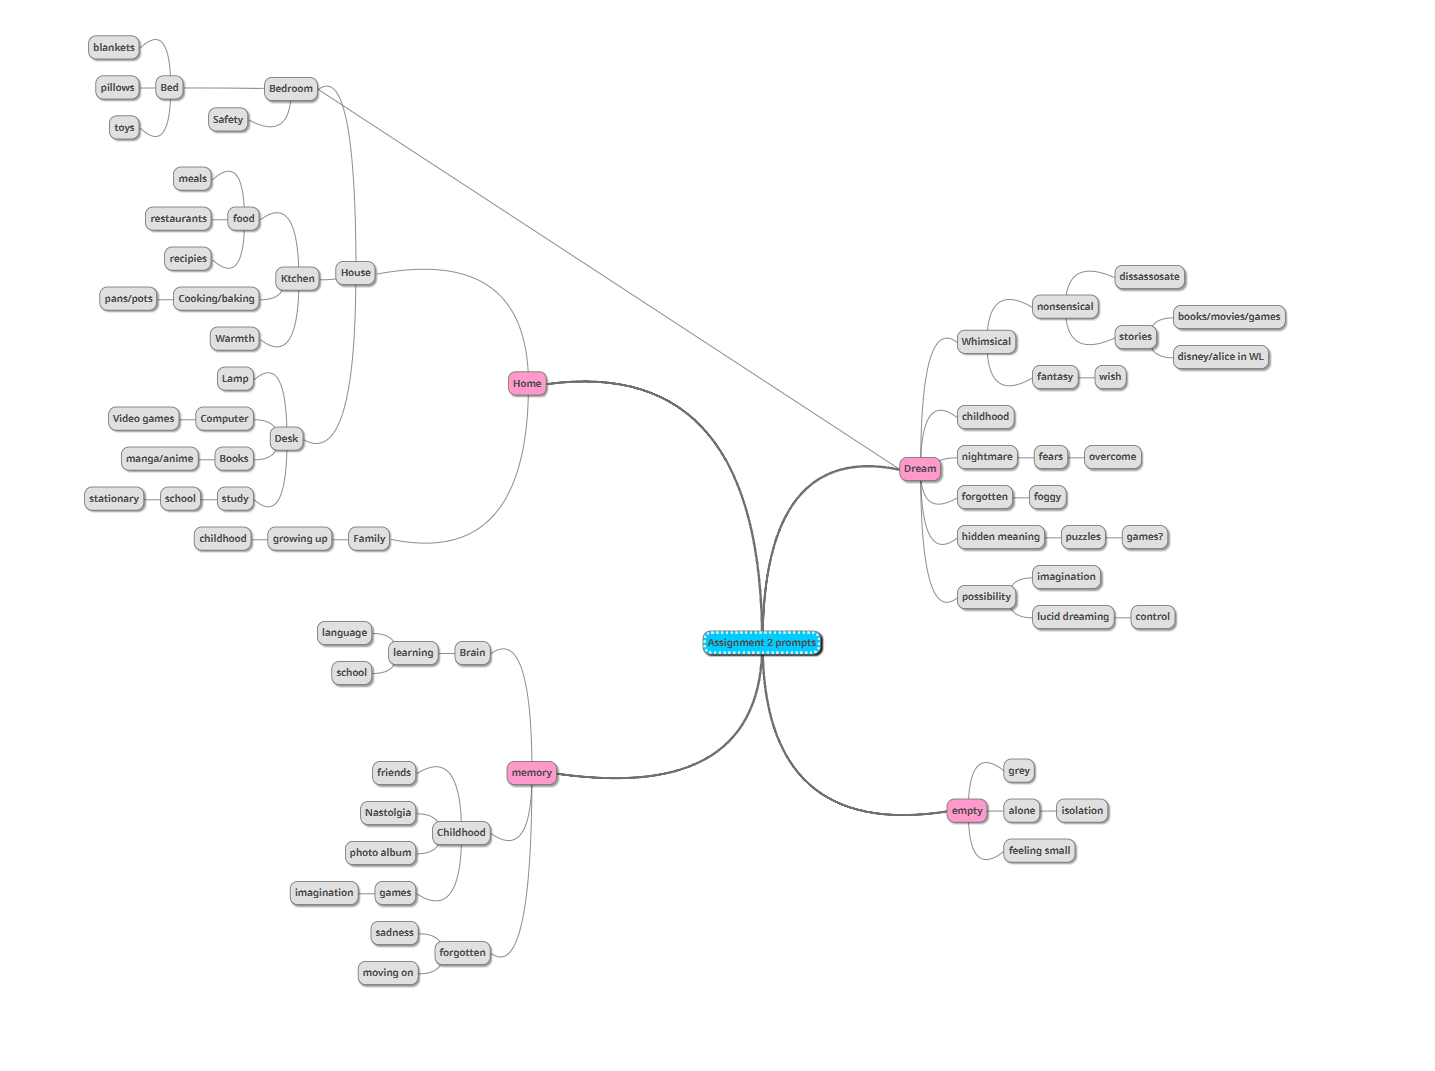 blankets
pillows
toys
Bed
Bedroom
Safety
meals
restaurants
recipies
food
pans/pots
Cooking/baking
Warmth
Ktchen
House
Lamp
Video games
Computer
manga/anime
Books
stationary
school
study
Desk
childhood
growing up
Family
Home
Assignment 2 prompts
Dream
Whimsical
nonsensical
dissassosate
stories
books/movies/games
disney/alice in WL
fantasy
wish
childhood
nightmare
fears
overcome
forgotten
foggy
hidden meaning
puzzles
games?
possibility
imagination
lucid dreaming
control
language
school
learning
Brain
memory
friends
Nastolgia
photo album
imagination
games
Childhood
sadness
moving on
forgotten
empty
grey
alone
isolation
feeling small